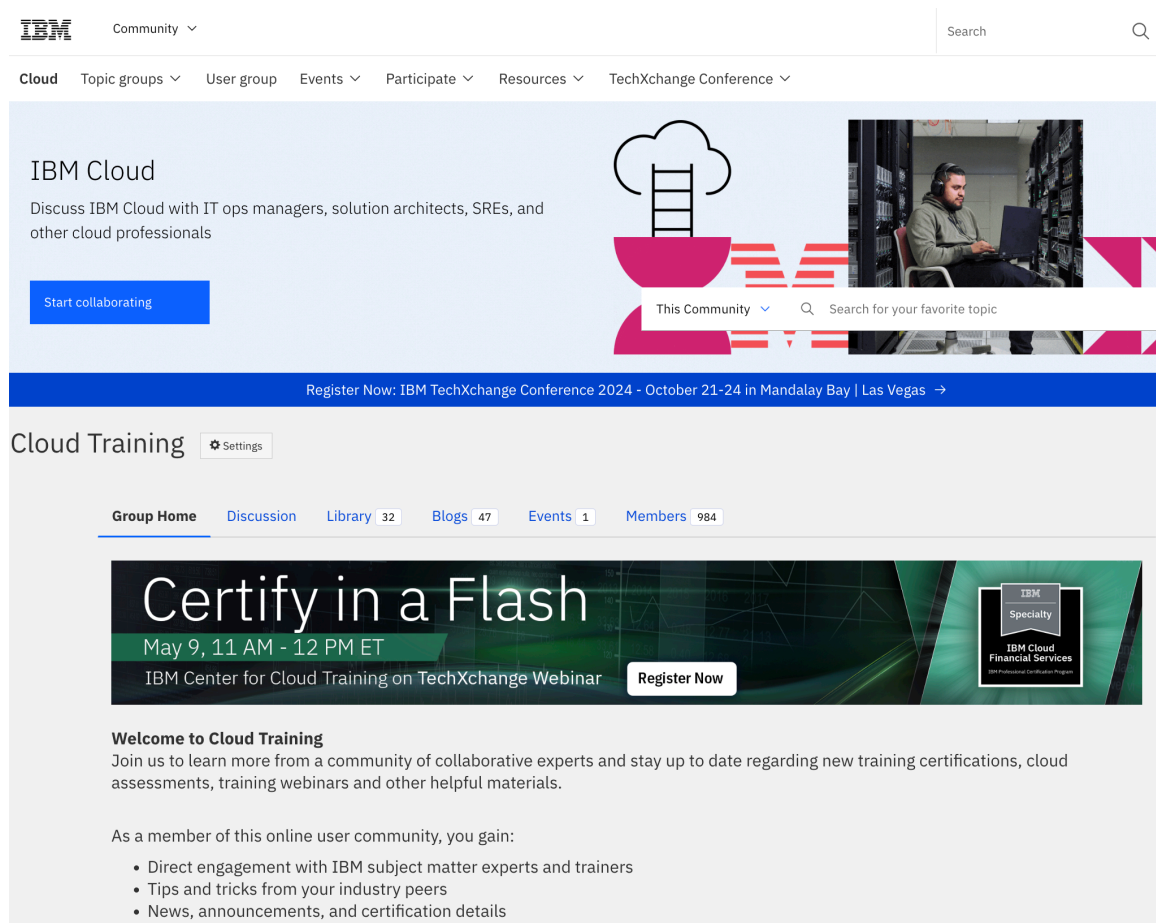 IBM
Community
Search
Cloud Topic groups User group Events Participate Resources TechXchange Conference
IBM Cloud
Discuss IBM Cloud with IT ops managers, solution architects, SREs, and
other cloud professionals
Start collaborating
This Community Search for your favorite topic
Register Now: IBM TechXchange Conference 2024 - October 21-24 in Mandalay Bay | Las Vegas →
Cloud Training Settings
Group Home Discussion Library 32 Blogs 47 Events 1 Members 984
Certify in a Flash
May 9, 11 AM - 12 PM ET
IBM Center for Cloud Training on TechXchange Webinar
Register Now
IBM
Specialty
IBM Cloud
Financial Services
IBM Professional Certification Program
Welcome to Cloud Training
Join us to learn more from a community of collaborative experts and stay up to date regarding new training certifications, cloud
assessments, training webinars and other helpful materials.
As a member of this online user community, you gain:
• Direct engagement with IBM subject matter experts and trainers
• Tips and tricks from your industry peers
• News, announcements, and certification details